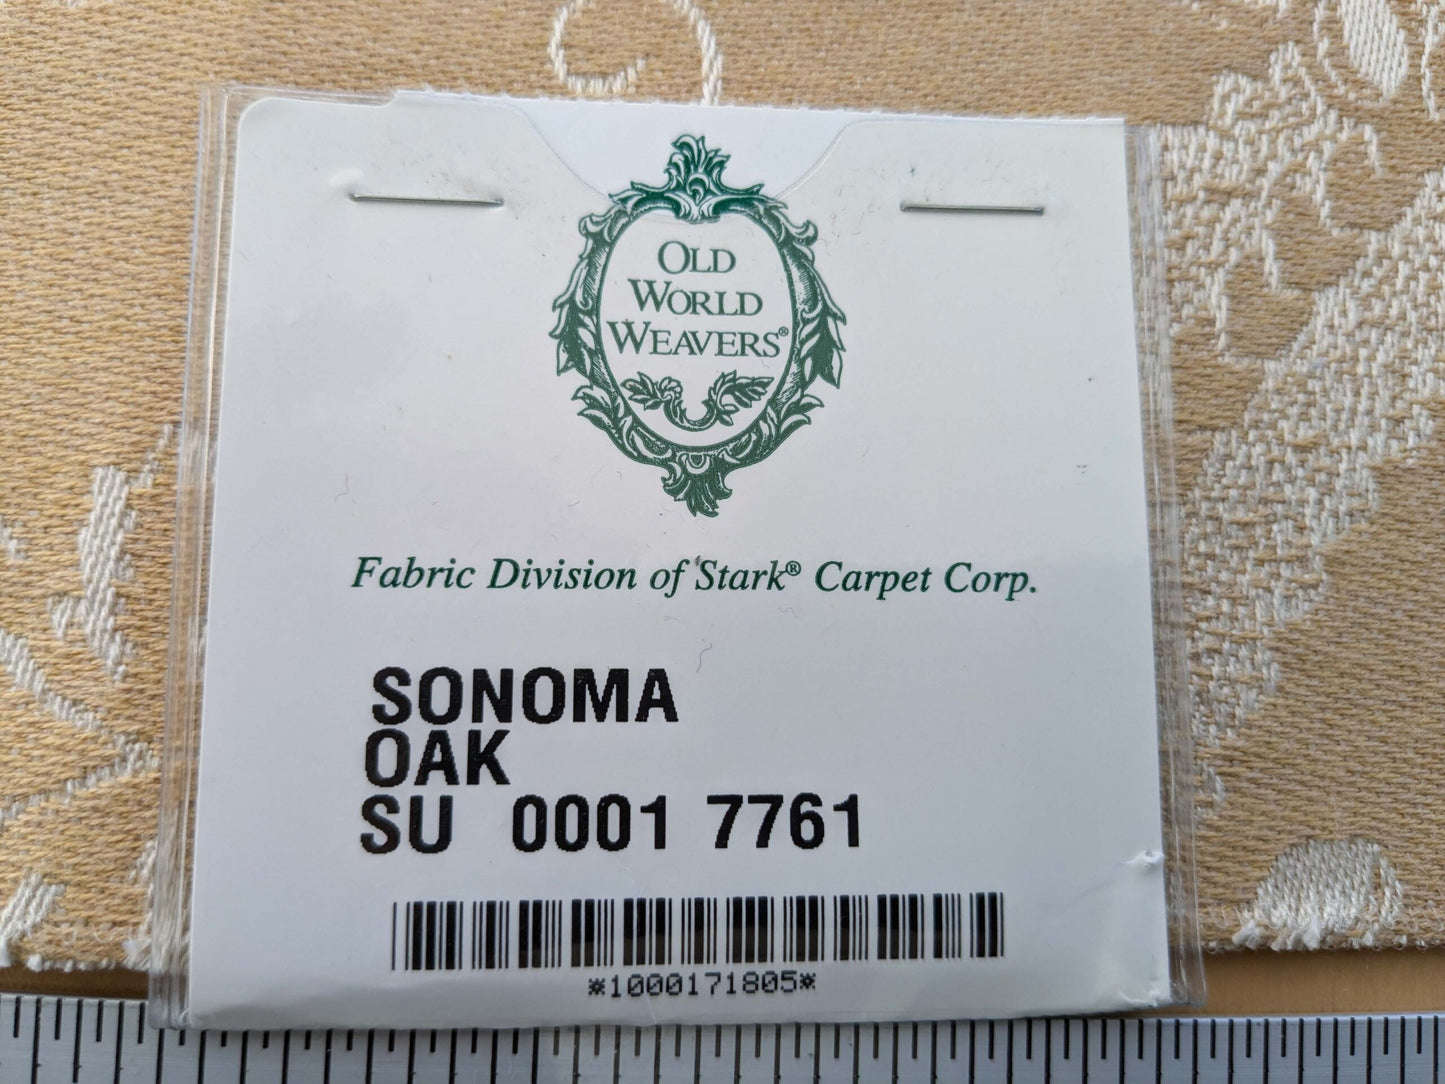 OLD
WORLD
WEAVERS®
Fabric Division of Stark® Carpet Corp.
SONOMA
OAK
SU 0001 7761
*1000171805*